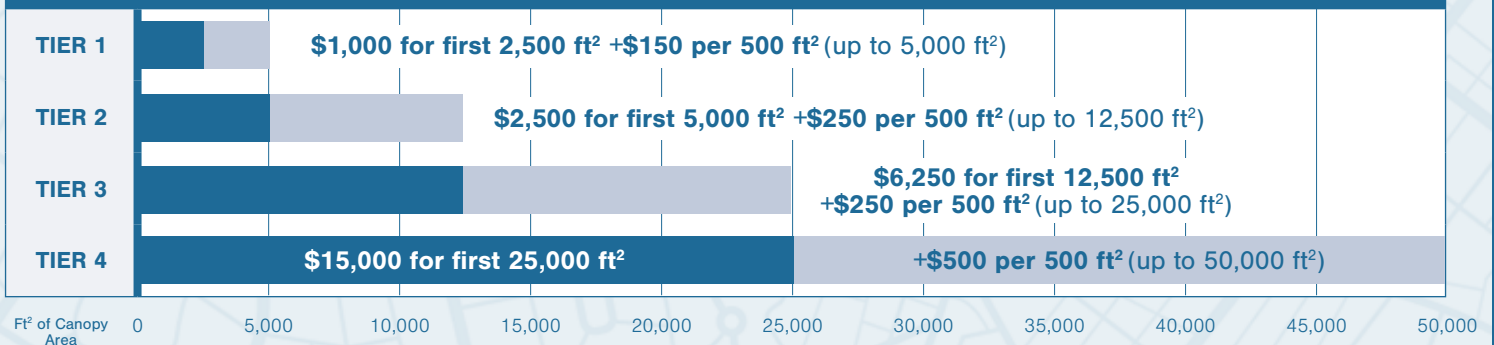 TIER 1
$1,000 for first 2,500 ft² +$150 per 500 ft² (up to 5,000 ft²)
TIER 2
$2,500 for first 5,000 ft² +$250 per 500 ft² (up to 12,500 ft²)
TIER 3
$6,250 for first 12,500 ft²
+$250 per 500 ft² (up to 25,000 ft²)
TIER 4
$15,000 for first 25,000 ft²
+$500 per 500 ft² (up to 50,000 ft²)
Ft² of Canopy
Area
0 5,000 10,000 15,000 20,000 25,000 30,000 35,000 40,000 45,000 50,000